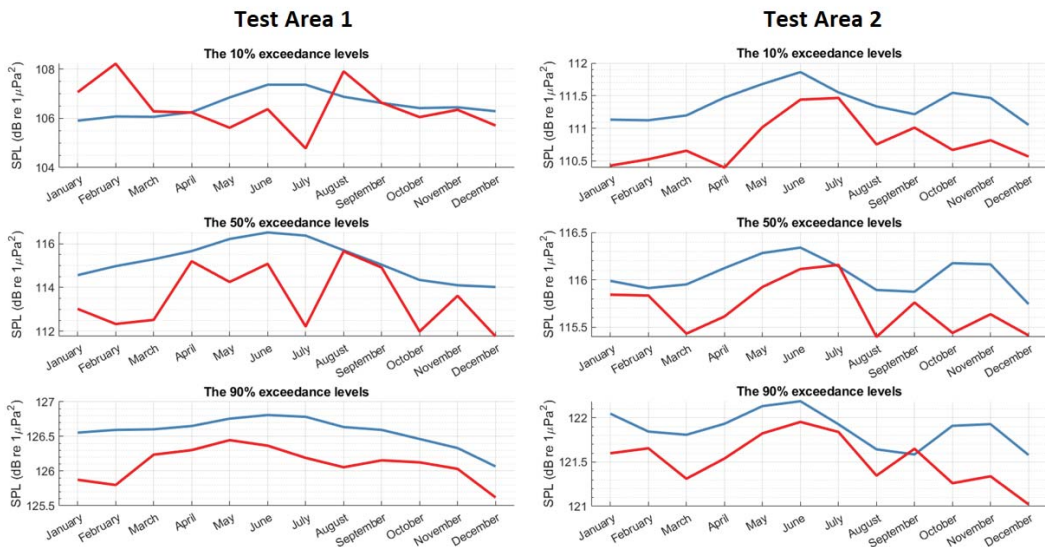 Test Area 1
The 10% exceedance levels
SPL (dB re 1μPa²)
108
106
104
January February March April May June July August September October November December
The 50% exceedance levels
SPL (dB re 1μPa²)
116
114
112
January February March April May June July August September October November December
The 90% exceedance levels
SPL (dB re 1μPa²)
127
126.5
126
125.5
January February March April May June July August September October November December
Test Area 2
The 10% exceedance levels
SPL (dB re 1μPa²)
112
111.5
111
110.5
January February March April May June July August September October November December
The 50% exceedance levels
SPL (dB re 1μPa²)
116.5
116
115.5
January February March April May June July August September October November December
The 90% exceedance levels
SPL (dB re 1μPa²)
122
121.5
121
January February March April May June July August September October November December